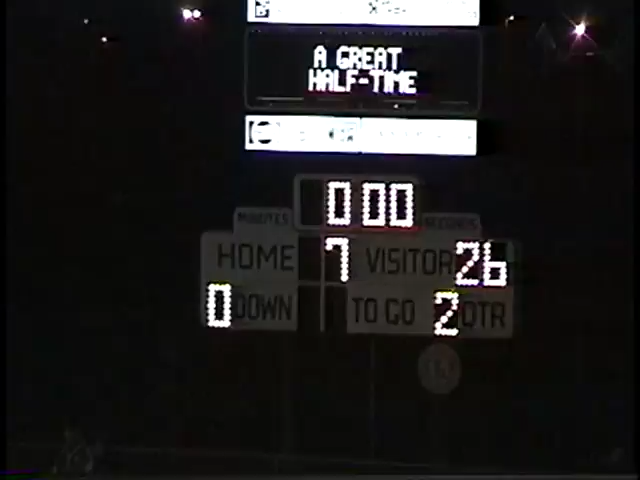 A GREAT
HALF-TIME
0 00
MINUTES SECONDS
HOME 7 VISITOR 26
0 DOWN TO GO 2 QTR